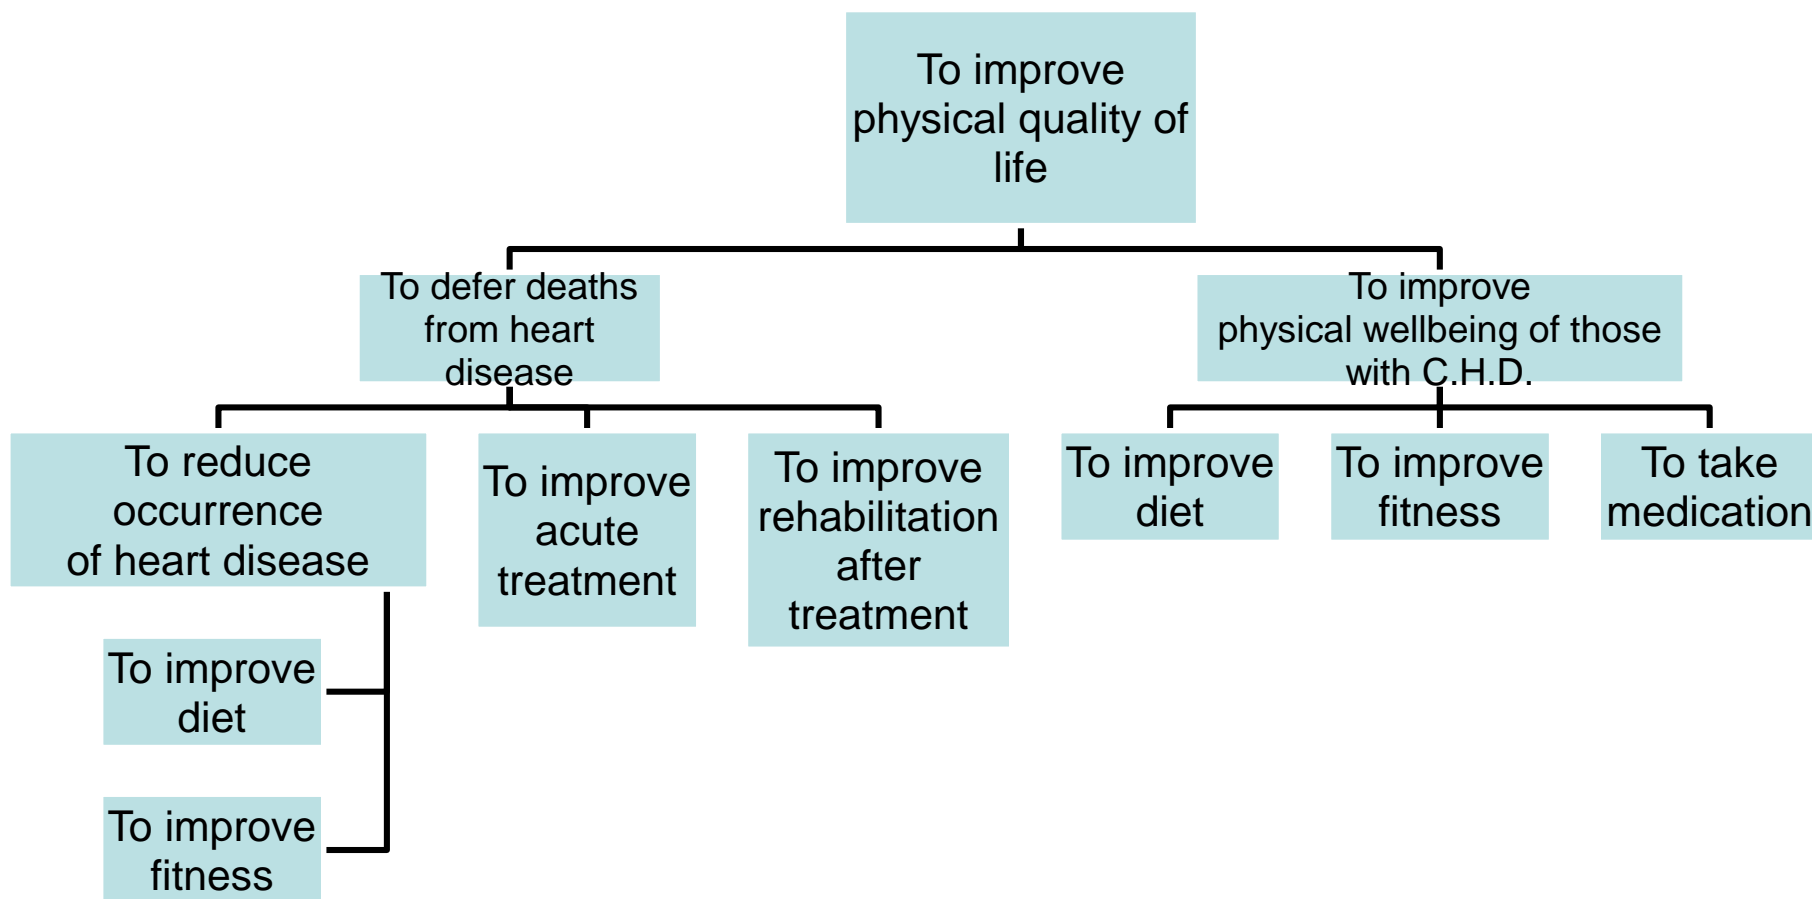 To improve
physical quality of
life
To defer deaths
from heart
disease
To improve
physical wellbeing of those
with C.H.D.
To reduce
occurrence
of heart disease
To improve
acute
treatment
To improve
rehabilitation
after
treatment
To improve
diet
To improve
fitness
To take
medication
To improve
diet
To improve
fitness